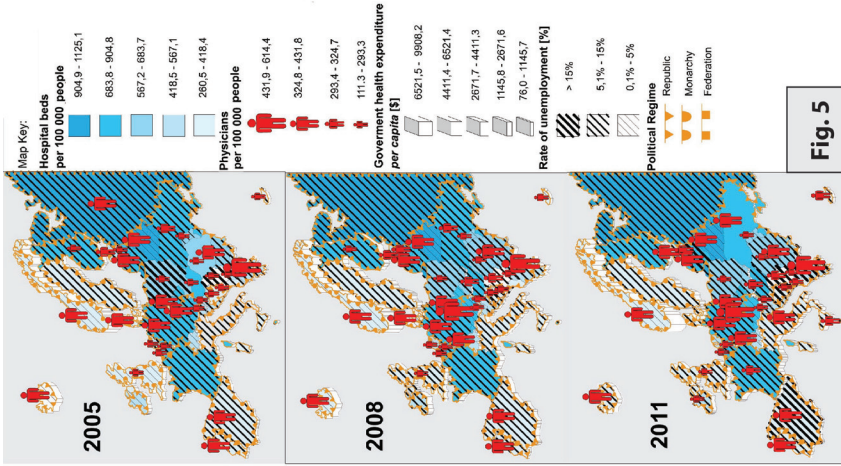 Map Key:
Hospital beds
per 100 000 people
904,9 - 1125,1
683,8 - 904,8
567,2 - 683,7
418,5 - 567,1
260,5 - 418,4
Physicians
per 100 000 people
431,9 - 614,4
324,8 - 431,8
293,4 - 324,7
111,3 - 293,3
Goverment health expenditure
per capita [$]
6521,5 - 9908,2
4411,4 - 6521,4
2671,7 - 4411,3
1145,8 - 2671,6
76,0 - 1145,7
Rate of unemployment [%]
> 15%
5,1% - 15%
0,1% - 5%
Political Regime
Republic
Monarchy
Federation
Fig. 5
2005
2008
2011